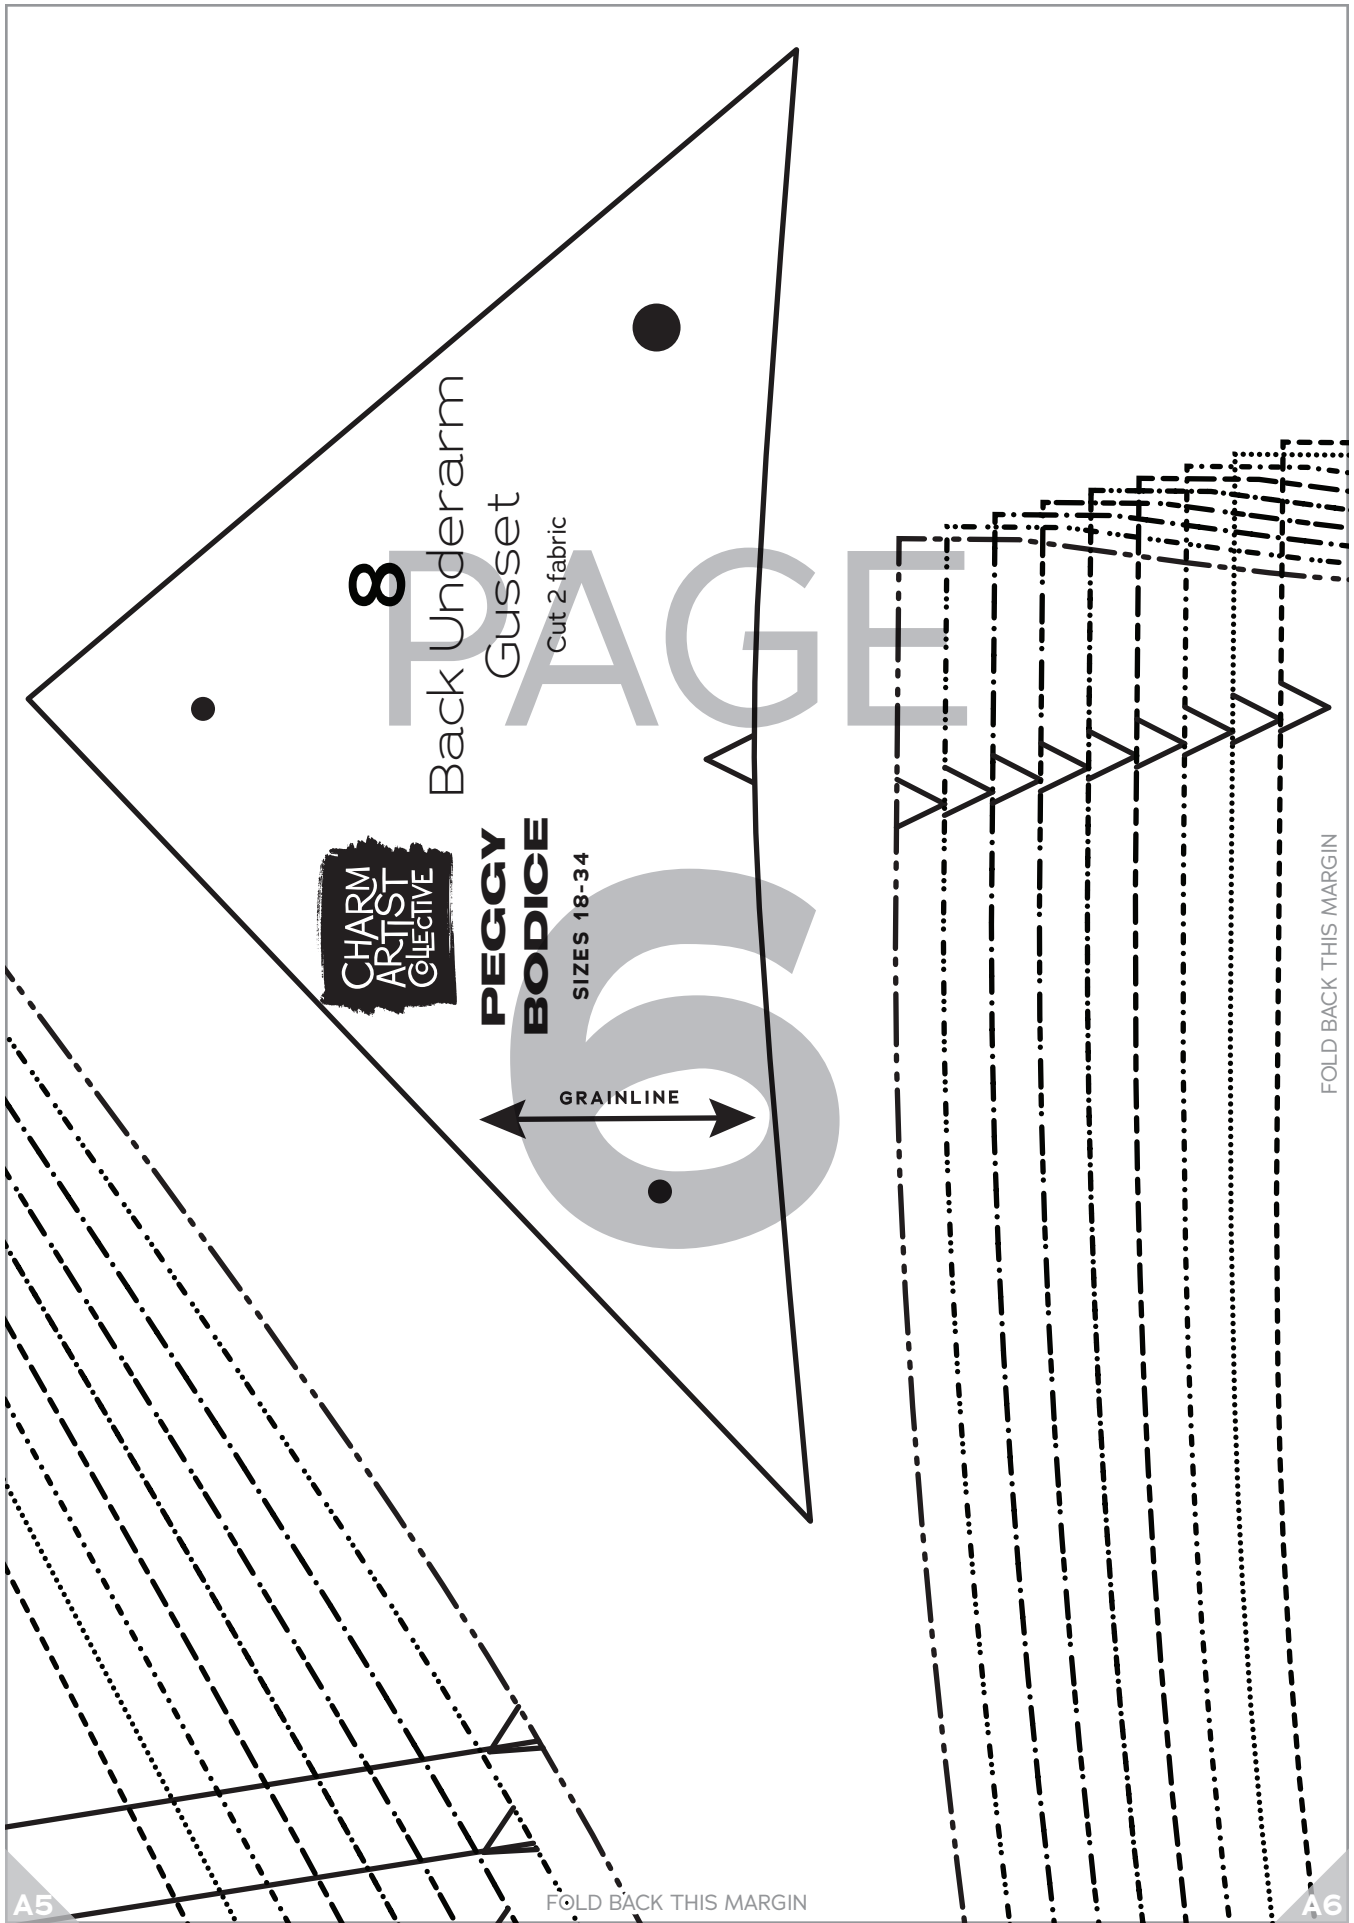 8
Back Underarm
Gusset
Cut 2 fabric
PAGE
6
CHARM
ARTIST
COLLECTIVE
PEGGY
BODICE
SIZES 18-34
GRAINLINE
FOLD BACK THIS MARGIN
A5
FOLD BACK THIS MARGIN
A6